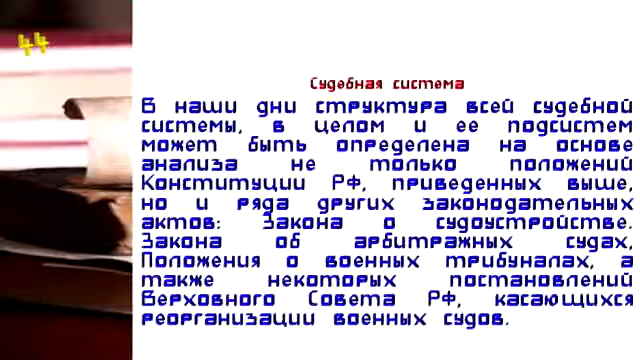 44
Судебная система
В наши дни структура всей судебной
системы, в целом и ее подсистем
может быть определена на основе
анализа не только положений
Конституции РФ, приведенных выше,
но и ряда других законодательных
актов: Закона о судоустройстве.
Закона об арбитражных судах,
Положения о военных трибуналах, а
также некоторых постановлений
Верховного Совета РФ, касающихся
реорганизации военных судов.